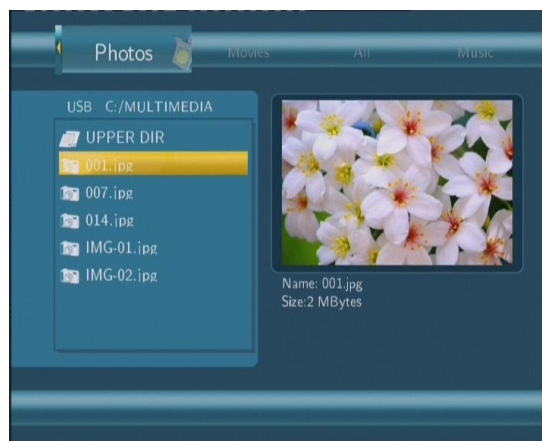 Photos Movies All Music
USB C:/MULTIMEDIA
UPPER DIR
001.jpg
007.jpg
014.jpg
IMG-01.jpg
IMG-02.jpg
Name: 001.jpg
Size:2 MBytes